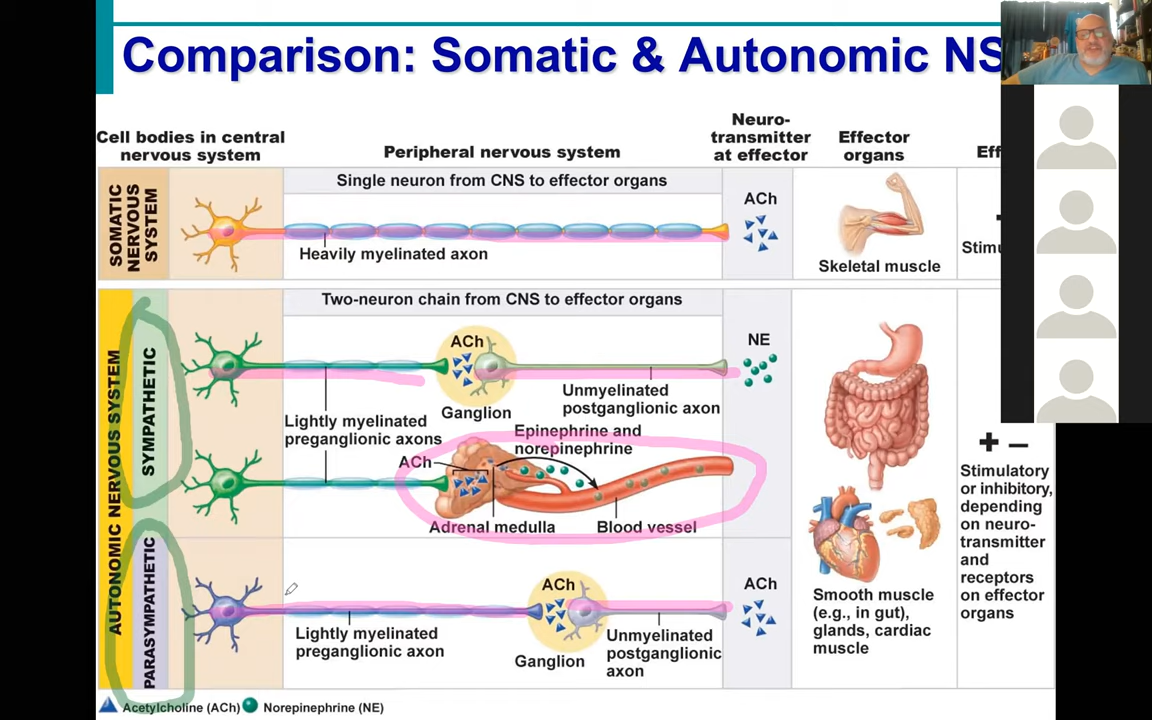 Comparison: Somatic & Autonomic NS
Cell bodies in central
nervous system
Peripheral nervous system
Neuro-
transmitter
at effector
Effector
organs
Eff
SOMATIC
NERVOUS
SYSTEM
Single neuron from CNS to effector organs
Heavily myelinated axon
ACh
Skeletal muscle
+
Stimu
AUTONOMIC NERVOUS SYSTEM
SYMPATHETIC
Two-neuron chain from CNS to effector organs
ACh
NE
Ganglion
Unmyelinated
postganglionic axon
Lightly myelinated
preganglionic axons
Epinephrine and
norepinephrine
ACh
Adrenal medulla
Blood vessel
PARASYMPATHETIC
ACh
ACh
Lightly myelinated
preganglionic axon
Ganglion
Unmyelinated
postganglionic
axon
Smooth muscle
(e.g., in gut),
glands, cardiac
muscle
+ −
Stimulatory
or inhibitory,
depending
on neuro-
transmitter
and
receptors
on effector
organs
Acetylcholine (ACh)
Norepinephrine (NE)